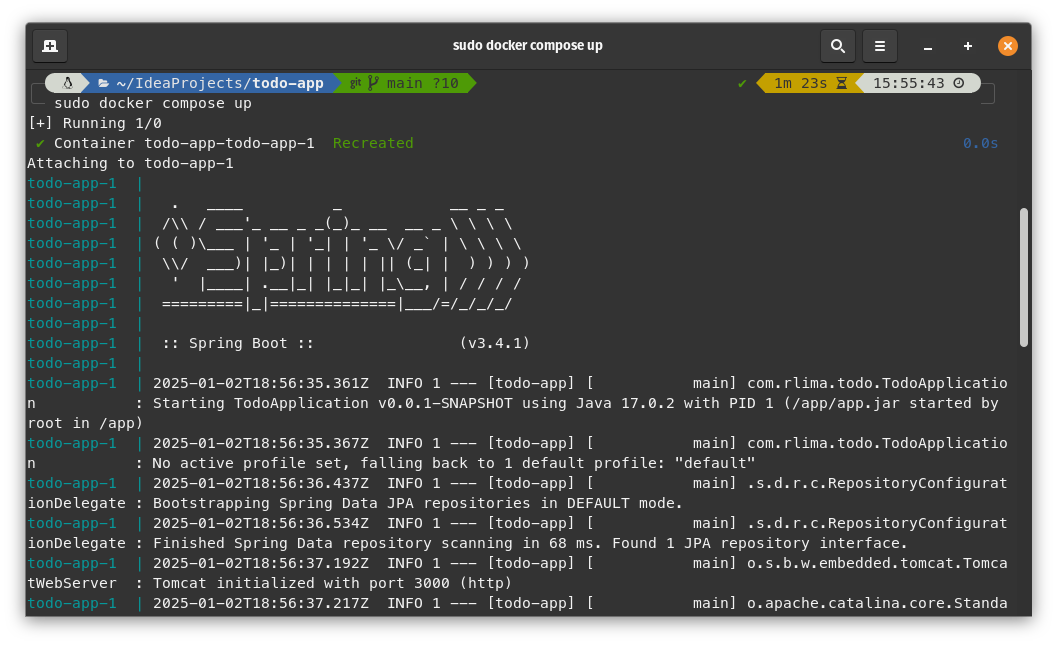 sudo docker compose up
~/IdeaProjects/todo-app git main ?10 ✔ 1m 23s 15:55:43
sudo docker compose up
[+] Running 1/0
✔ Container todo-app-todo-app-1  Recreated 0.0s
Attaching to todo-app-1
todo-app-1  |
todo-app-1  |   .   ____          _            __ _ _
todo-app-1  |  /\\ / ___'_ __ _ _(_)_ __  __ _ \ \ \ \
todo-app-1  | ( ( )\___ | '_ | '_| | '_ \/ _` | \ \ \ \
todo-app-1  |  \\/  ___)| |_)| | | | | || (_| |  ) ) ) )
todo-app-1  |   '  |____| .__|_| |_|_| |_\__, | / / / /
todo-app-1  |  =========|_|==============|___/=/_/_/_/
todo-app-1  |
todo-app-1  |  :: Spring Boot ::                (v3.4.1)
todo-app-1  |
todo-app-1  | 2025-01-02T18:56:35.361Z  INFO 1 --- [todo-app] [           main] com.rlima.todo.TodoApplicatio
n           : Starting TodoApplication v0.0.1-SNAPSHOT using Java 17.0.2 with PID 1 (/app/app.jar started by
root in /app)
todo-app-1  | 2025-01-02T18:56:35.367Z  INFO 1 --- [todo-app] [           main] com.rlima.todo.TodoApplicatio
n           : No active profile set, falling back to 1 default profile: "default"
todo-app-1  | 2025-01-02T18:56:36.437Z  INFO 1 --- [todo-app] [           main] .s.d.r.c.RepositoryConfigurat
ionDelegate : Bootstrapping Spring Data JPA repositories in DEFAULT mode.
todo-app-1  | 2025-01-02T18:56:36.534Z  INFO 1 --- [todo-app] [           main] .s.d.r.c.RepositoryConfigurat
ionDelegate : Finished Spring Data repository scanning in 68 ms. Found 1 JPA repository interface.
todo-app-1  | 2025-01-02T18:56:37.192Z  INFO 1 --- [todo-app] [           main] o.s.b.w.embedded.tomcat.Tomca
tWebServer  : Tomcat initialized with port 3000 (http)
todo-app-1  | 2025-01-02T18:56:37.217Z  INFO 1 --- [todo-app] [           main] o.apache.catalina.core.Standa